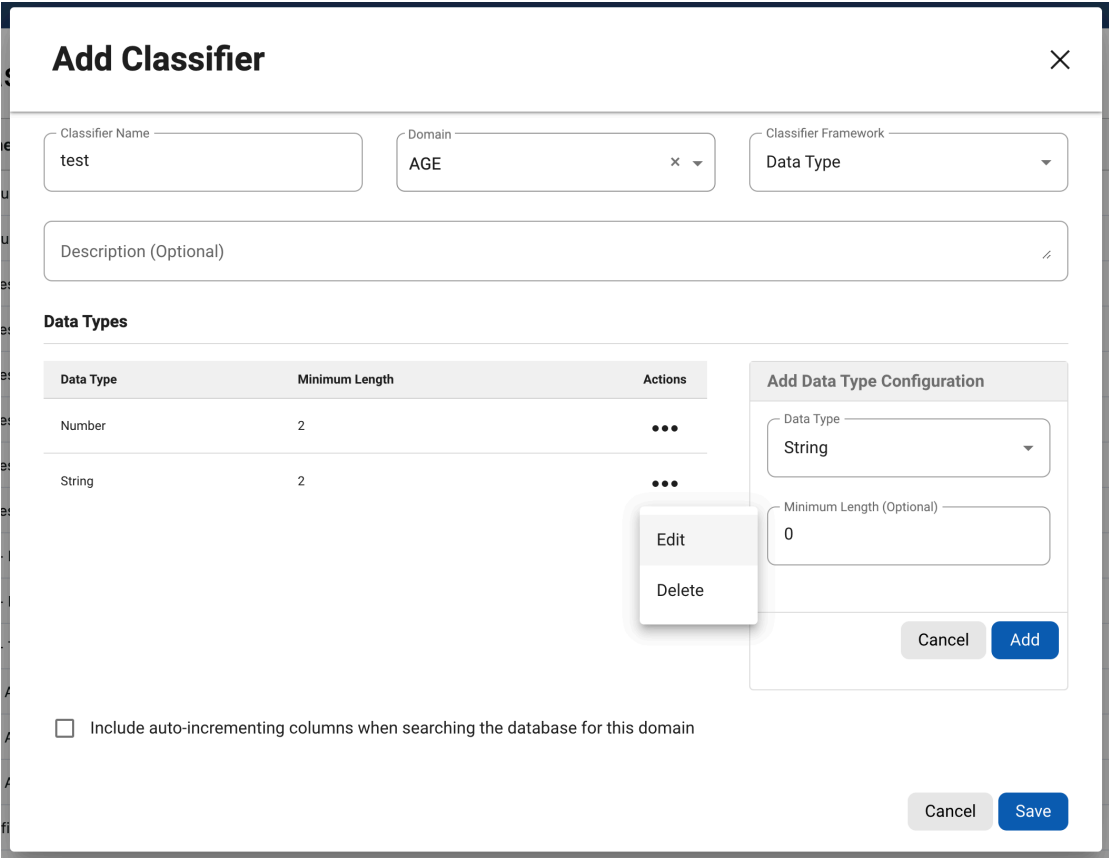 Add Classifier
Classifier Name
test
Domain
AGE
Classifier Framework
Data Type
Description (Optional)
Data Types
Data Type Minimum Length Actions
Number 2
String 2
Edit
Delete
Add Data Type Configuration
Data Type
String
Minimum Length (Optional)
0
Cancel Add
Include auto-incrementing columns when searching the database for this domain
Cancel Save